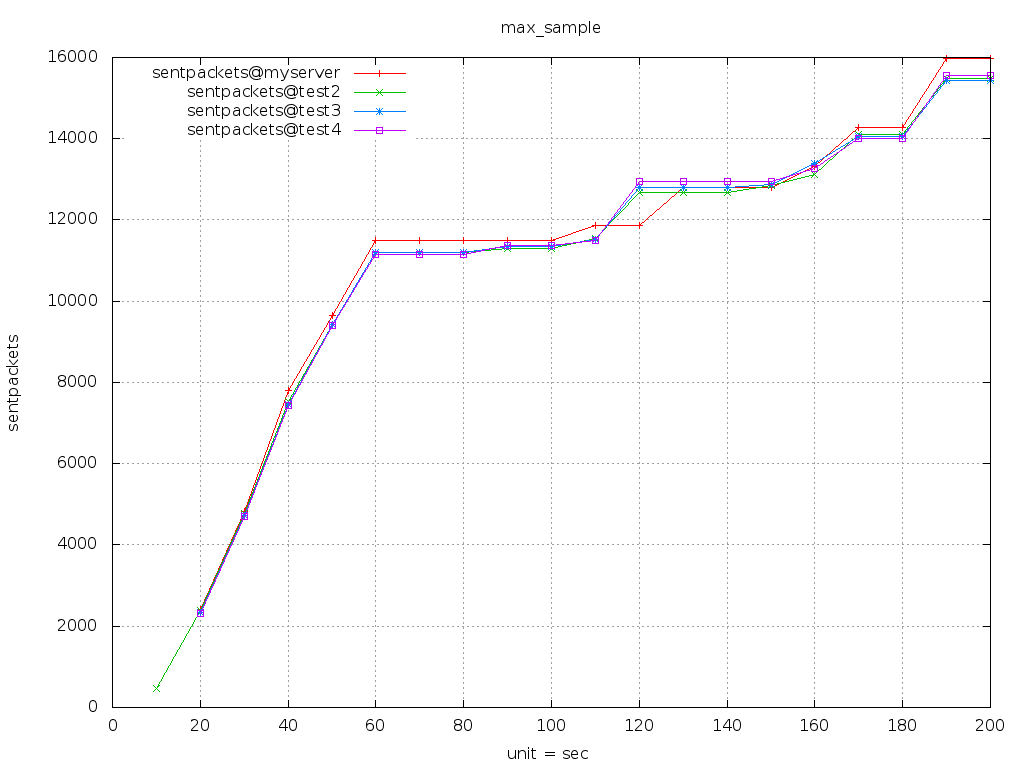 max_sample
16000
sentpackets@myserver
sentpackets@test2
sentpackets@test3
sentpackets@test4
14000
12000
10000
8000
6000
4000
2000
0
sentpackets
0 20 40 60 80 100 120 140 160 180 200
unit = sec